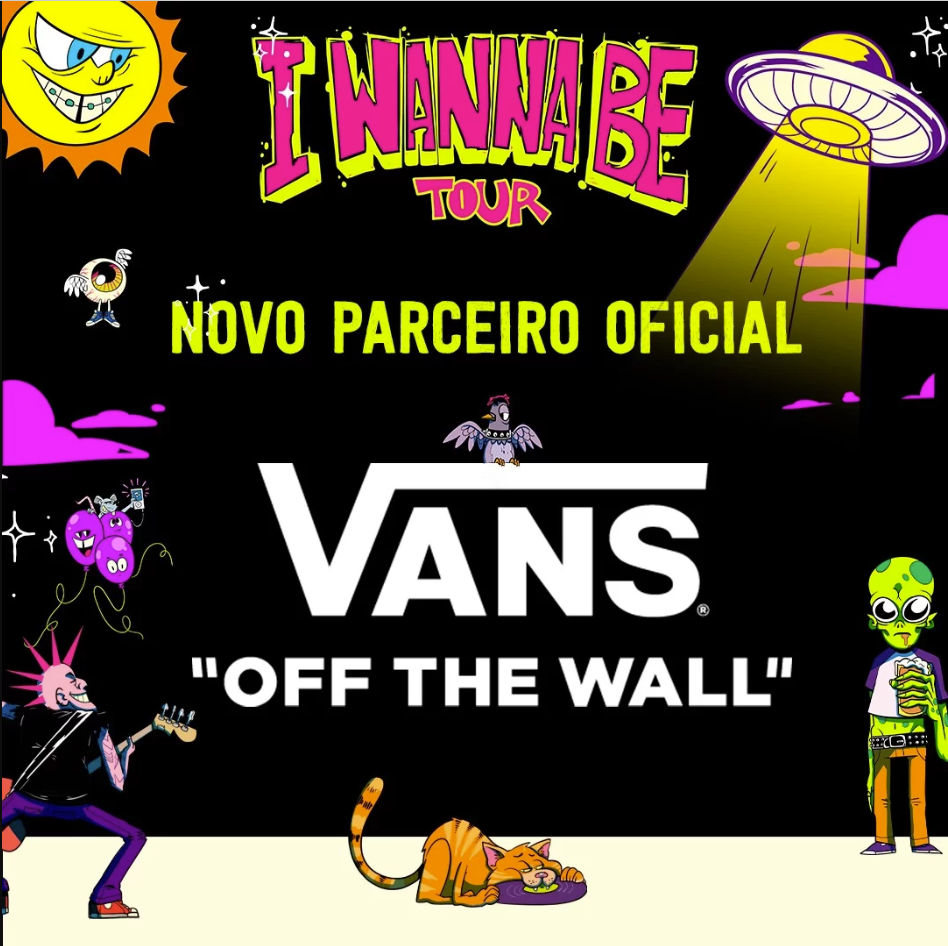 I WANNA BE
TOUR
NOVO PARCEIRO OFICIAL
VANS®
"OFF THE WALL"